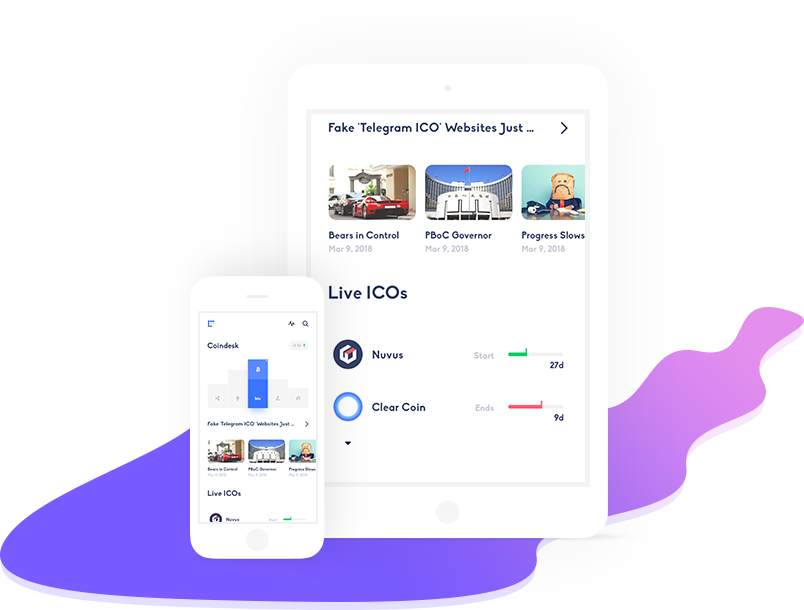 Fake 'Telegram ICO' Websites Just ...
Bears in Control
Mar 9, 2018
PBoC Governor
Mar 9, 2018
Progress Slows
Mar 9, 2018
Live ICOs
Nuvus
Start
27d
Clear Coin
Ends
9d
Coindesk
Fake 'Telegram ICO' Websites Just ...
Bears in Control
Mar 9, 2018
PBoC Governor
Mar 9, 2018
Progress Slows
Mar 9, 2018
Live ICOs
Nuvus
Start